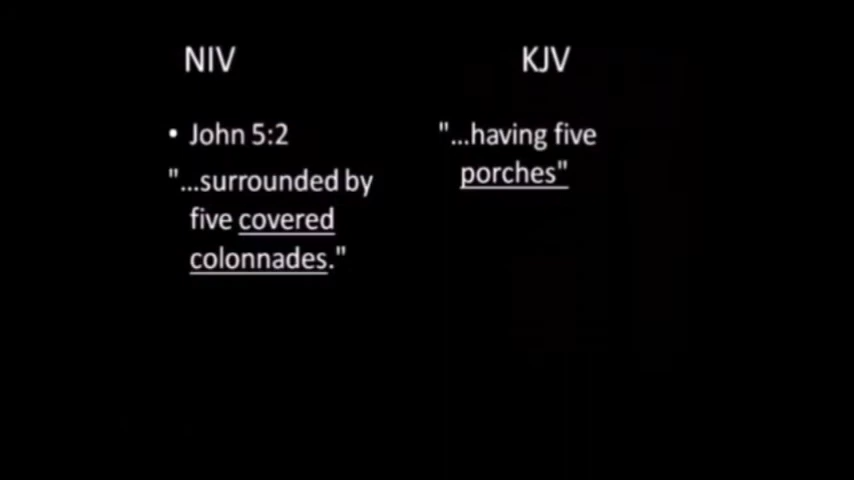 NIV
• John 5:2
"...surrounded by
five covered
colonnades."
KJV
"...having five
porches"